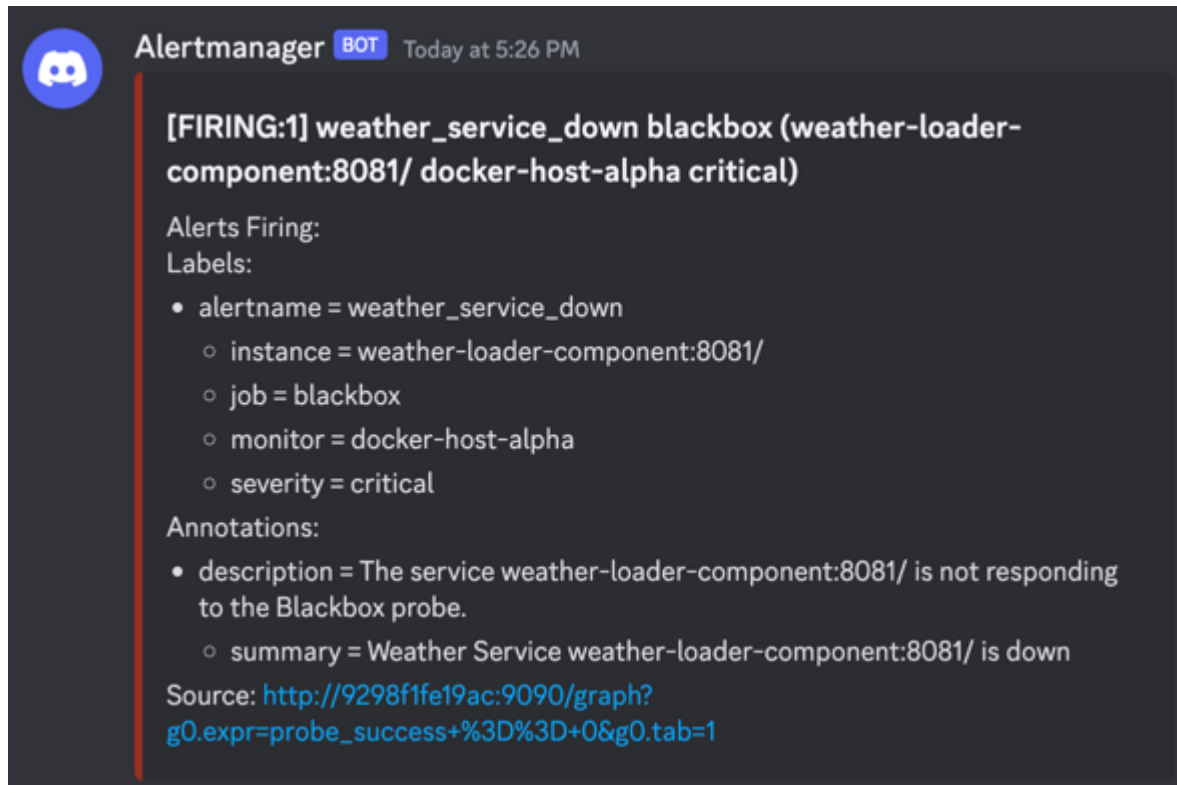 Alertmanager BOT Today at 5:26 PM
[FIRING:1] weather_service_down blackbox (weather-loader-
component:8081/ docker-host-alpha critical)
Alerts Firing:
Labels:
• alertname = weather_service_down
○ instance = weather-loader-component:8081/
○ job = blackbox
○ monitor = docker-host-alpha
○ severity = critical
Annotations:
• description = The service weather-loader-component:8081/ is not responding
to the Blackbox probe.
○ summary = Weather Service weather-loader-component:8081/ is down
Source: http://9298f1fe19ac:9090/graph?
g0.expr=probe_success+%3D%3D+0&g0.tab=1